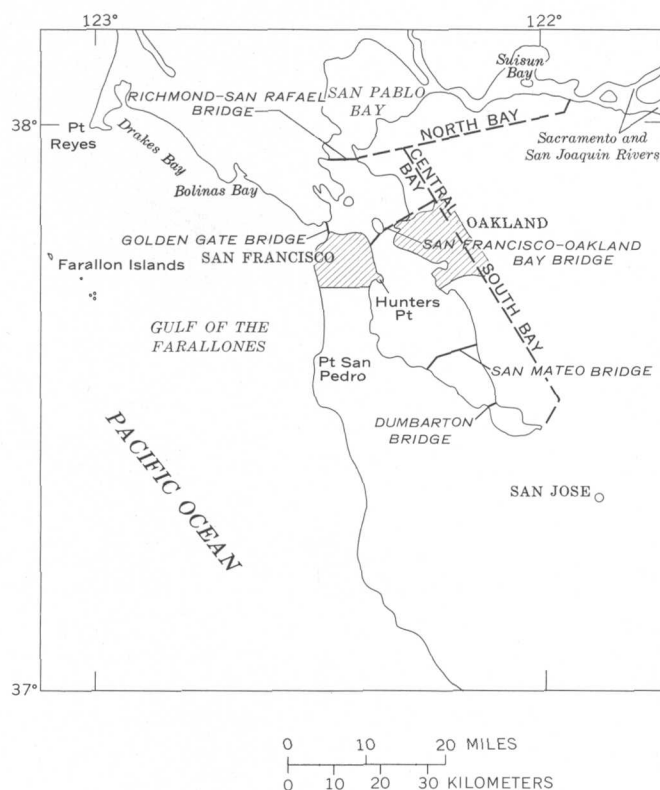 123°
122°
Suisun
Bay
RICHMOND–SAN RAFAEL
BRIDGE
SAN PABLO
BAY
38°
Pt
Reyes
Drakes Bay
Bolinas Bay
NORTH BAY
Sacramento and
San Joaquin Rivers
CENTRAL
BAY
OAKLAND
GOLDEN GATE BRIDGE
SAN FRANCISCO
SAN FRANCISCO–OAKLAND
BAY BRIDGE
Farallon Islands
Hunters
Pt
SOUTH BAY
GULF OF THE
FARALLONES
Pt San
Pedro
SAN MATEO BRIDGE
DUMBARTON
BRIDGE
PACIFIC OCEAN
SAN JOSE
37°
0 10 20 MILES
0 10 20 30 KILOMETERS